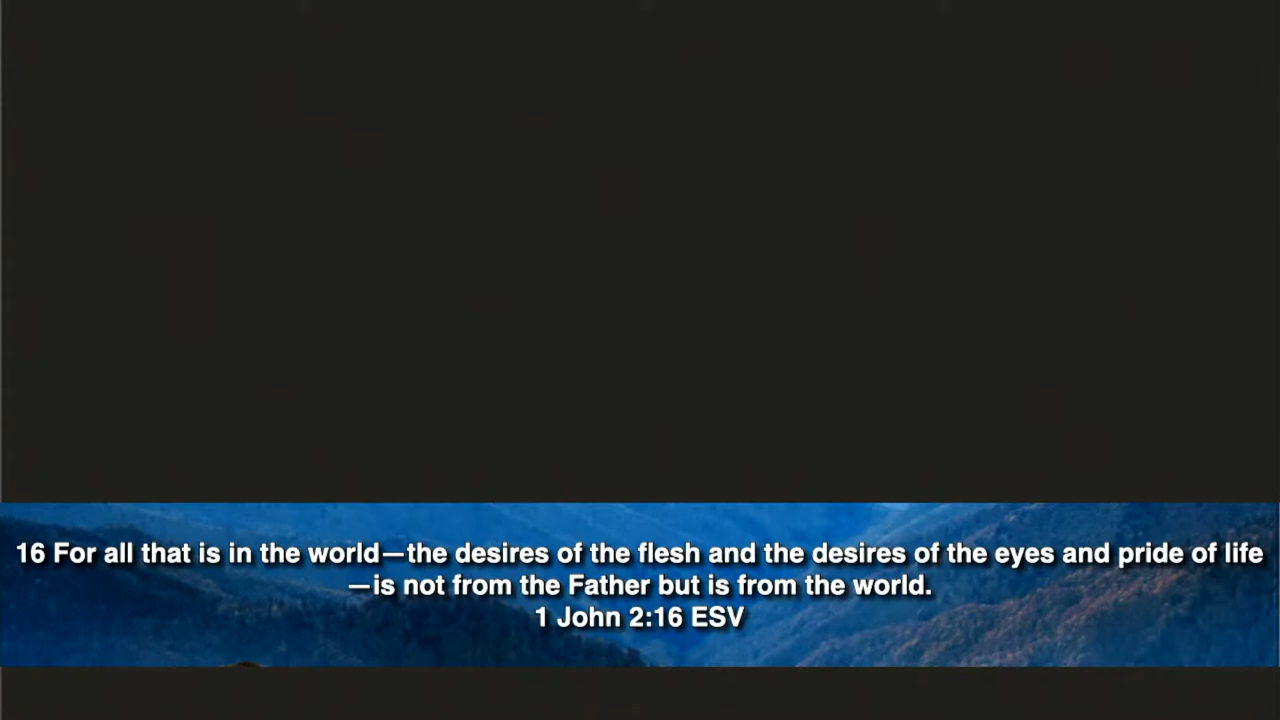 16 For all that is in the world—the desires of the flesh and the desires of the eyes and pride of life
—is not from the Father but is from the world.
1 John 2:16 ESV